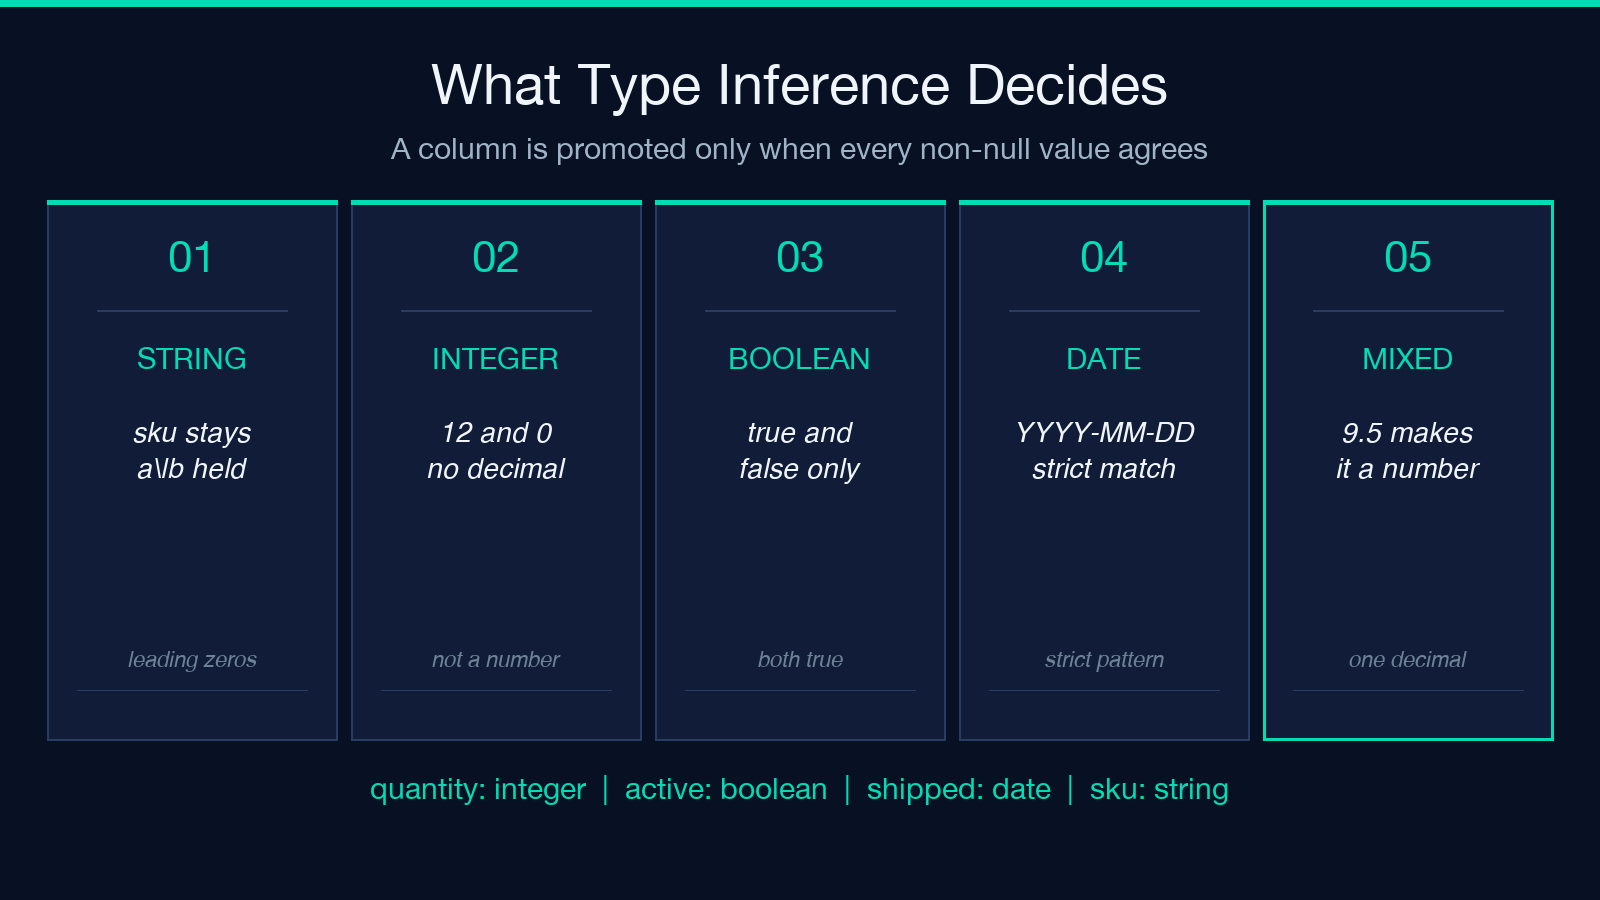 What Type Inference Decides
A column is promoted only when every non-null value agrees
01
STRING
sku stays
a\lb held
leading zeros
02
INTEGER
12 and 0
no decimal
not a number
03
BOOLEAN
true and
false only
both true
04
DATE
YYYY-MM-DD
strict match
strict pattern
05
MIXED
9.5 makes
it a number
one decimal
quantity: integer | active: boolean | shipped: date | sku: string